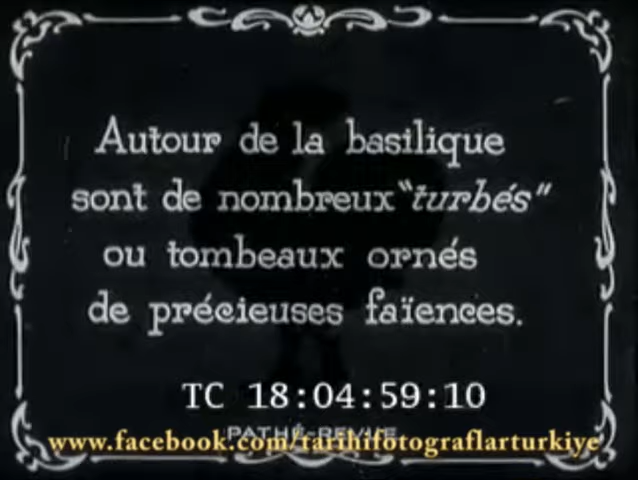 Autour de la basilique
sont de nombreux "turbés"
ou tombeaux ornés
de précieuses faïences.
TC 18:04:59:10
PATHÉ-REVUE
www.facebook.com/tarihifotograflarturkiye